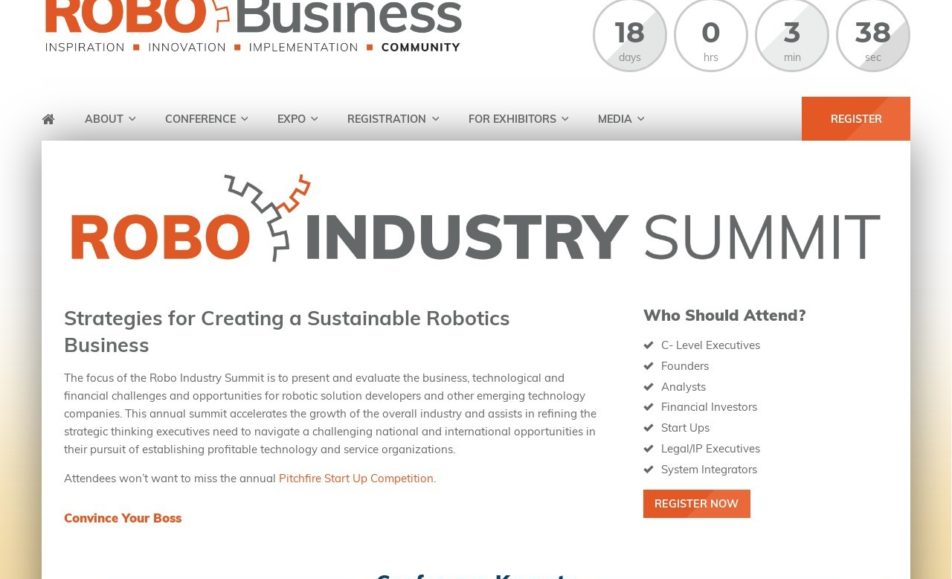 ROBO Business
INSPIRATION ■ INNOVATION ■ IMPLEMENTATION ■ COMMUNITY
18 0 3 38
days hrs min sec
ABOUT CONFERENCE EXPO REGISTRATION FOR EXHIBITORS MEDIA REGISTER
ROBO INDUSTRY SUMMIT
Strategies for Creating a Sustainable Robotics
Business
The focus of the Robo Industry Summit is to present and evaluate the business, technological and
financial challenges and opportunities for robotic solution developers and other emerging technology
companies. This annual summit accelerates the growth of the overall industry and assists in refining the
strategic thinking executives need to navigate a challenging national and international opportunities in
their pursuit of establishing profitable technology and service organizations.
Attendees won't want to miss the annual Pitchfire Start Up Competition.
Convince Your Boss
Who Should Attend?
C- Level Executives
Founders
Analysts
Financial Investors
Start Ups
Legal/IP Executives
System Integrators
REGISTER NOW